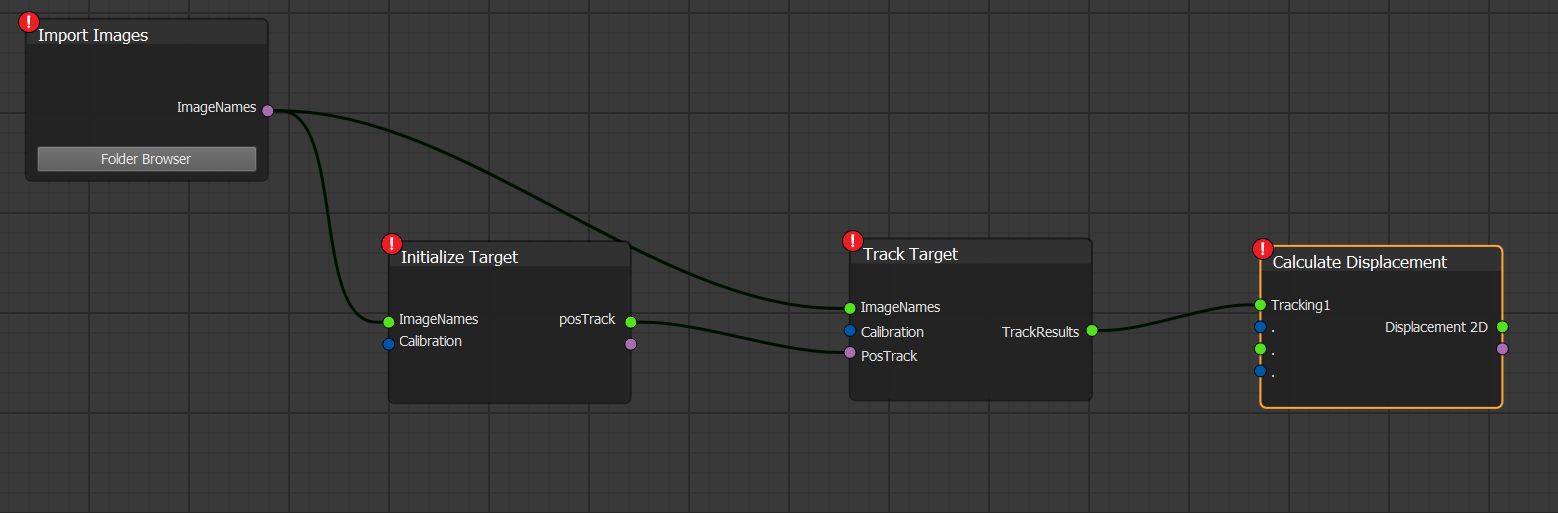 Import Images
ImageNames
Folder Browser
Initialize Target
ImageNames
posTrack
Calibration
Track Target
ImageNames
Calibration
TrackResults
PosTrack
Calculate Displacement
Tracking1
.
Displacement 2D
.
.